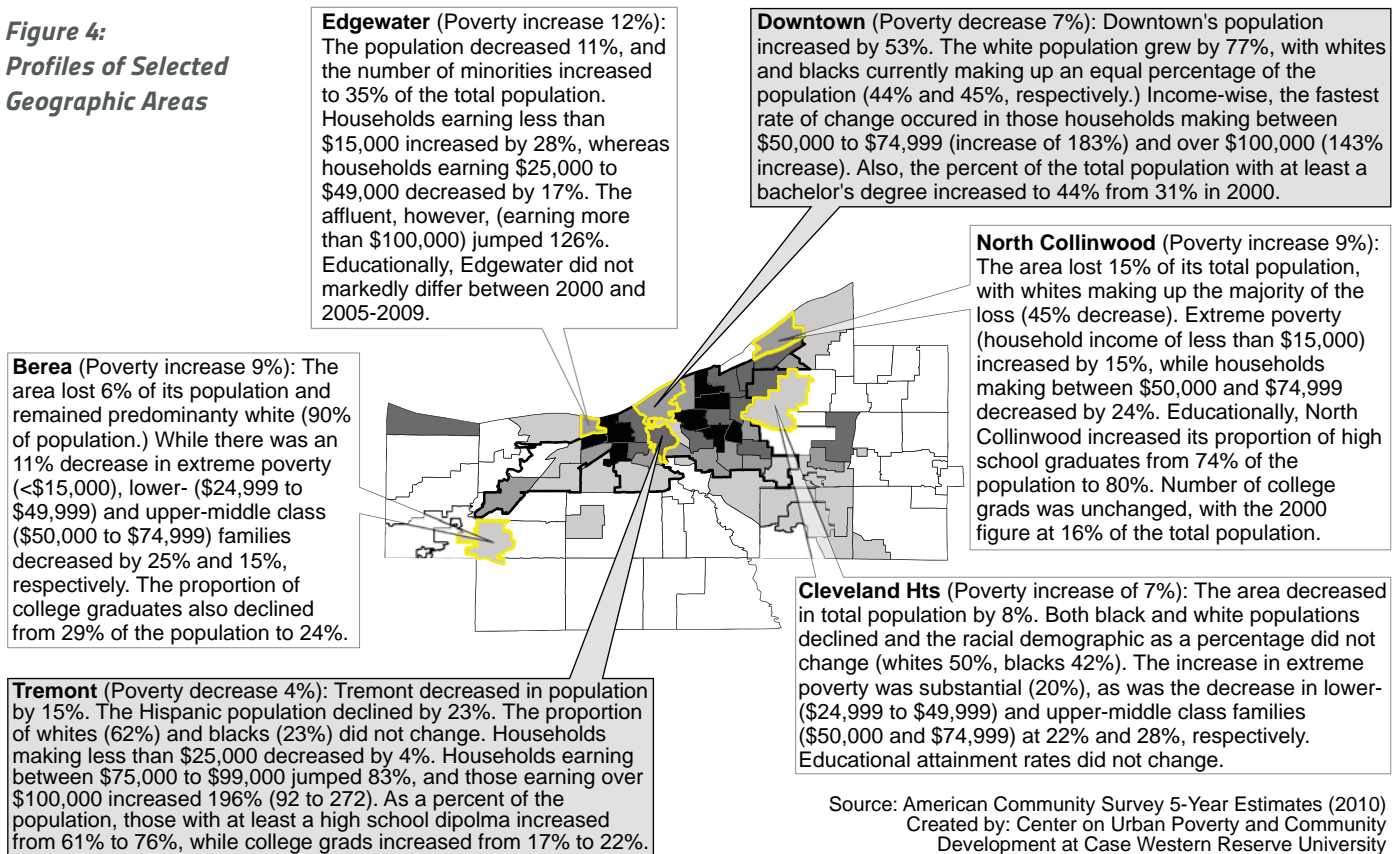 Figure 4:
Profiles of Selected
Geographic Areas
Edgewater (Poverty increase 12%):
The population decreased 11%, and
the number of minorities increased
to 35% of the total population.
Households earning less than
$15,000 increased by 28%, whereas
households earning $25,000 to
$49,000 decreased by 17%. The
affluent, however, (earning more
than $100,000) jumped 126%.
Educationally, Edgewater did not
markedly differ between 2000 and
2005-2009.
Downtown (Poverty decrease 7%): Downtown's population
increased by 53%. The white population grew by 77%, with whites
and blacks currently making up an equal percentage of the
population (44% and 45%, respectively.) Income-wise, the fastest
rate of change occured in those households making between
$50,000 to $74,999 (increase of 183%) and over $100,000 (143%
increase). Also, the percent of the total population with at least a
bachelor's degree increased to 44% from 31% in 2000.
North Collinwood (Poverty increase 9%):
The area lost 15% of its total population,
with whites making up the majority of the
loss (45% decrease). Extreme poverty
(household income of less than $15,000)
increased by 15%, while households
making between $50,000 and $74,999
decreased by 24%. Educationally, North
Collinwood increased its proportion of high
school graduates from 74% of the
population to 80%. Number of college
grads was unchanged, with the 2000
figure at 16% of the total population.
Berea (Poverty increase 9%): The
area lost 6% of its population and
remained predominanty white (90%
of population.) While there was an
11% decrease in extreme poverty
(<$15,000), lower- ($24,999 to
$49,999) and upper-middle class
($50,000 to $74,999) families
decreased by 25% and 15%,
respectively. The proportion of
college graduates also declined
from 29% of the population to 24%.
Cleveland Hts (Poverty increase of 7%): The area decreased
in total population by 8%. Both black and white populations
declined and the racial demographic as a percentage did not
change (whites 50%, blacks 42%). The increase in extreme
poverty was substantial (20%), as was the decrease in lower-
($24,999 to $49,999) and upper-middle class families
($50,000 and $74,999) at 22% and 28%, respectively.
Educational attainment rates did not change.
Tremont (Poverty decrease 4%): Tremont decreased in population
by 15%. The Hispanic population declined by 23%. The proportion
of whites (62%) and blacks (23%) did not change. Households
making less than $25,000 decreased by 4%. Households earning
between $75,000 to $99,000 jumped 83%, and those earning over
$100,000 increased 196% (92 to 272). As a percent of the
population, those with at least a high school dipolma increased
from 61% to 76%, while college grads increased from 17% to 22%.
Source: American Community Survey 5-Year Estimates (2010)
Created by: Center on Urban Poverty and Community
Development at Case Western Reserve University